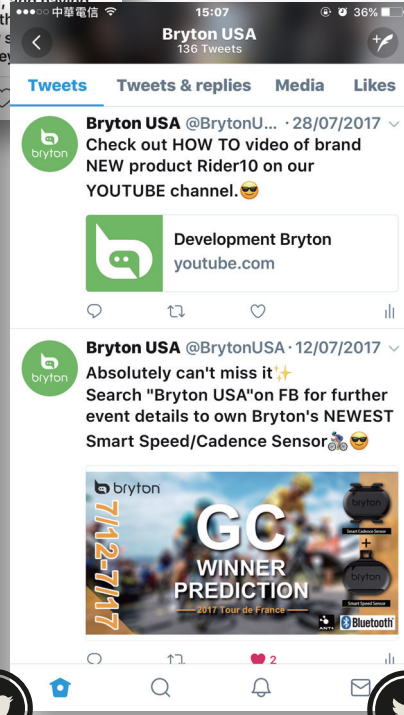 中華電信 15:07 36%
Bryton USA
136 Tweets
Tweets Tweets & replies Media Likes
Bryton USA @BrytonU... · 28/07/2017
Check out HOW TO video of brand
NEW product Rider10 on our
YOUTUBE channel.😎
bryton
Development Bryton
youtube.com
Bryton USA @BrytonUSA · 12/07/2017
Absolutely can't miss it✨
Search "Bryton USA"on FB for further
event details to own Bryton's NEWEST
Smart Speed/Cadence Sensor🚴😎
bryton
bryton
7/12-7/17
GC
WINNER
PREDICTION
2017 Tour de France
bryton
Smart Cadence Sensor
+
bryton
Smart Speed Sensor
ANT+
Bluetooth
2